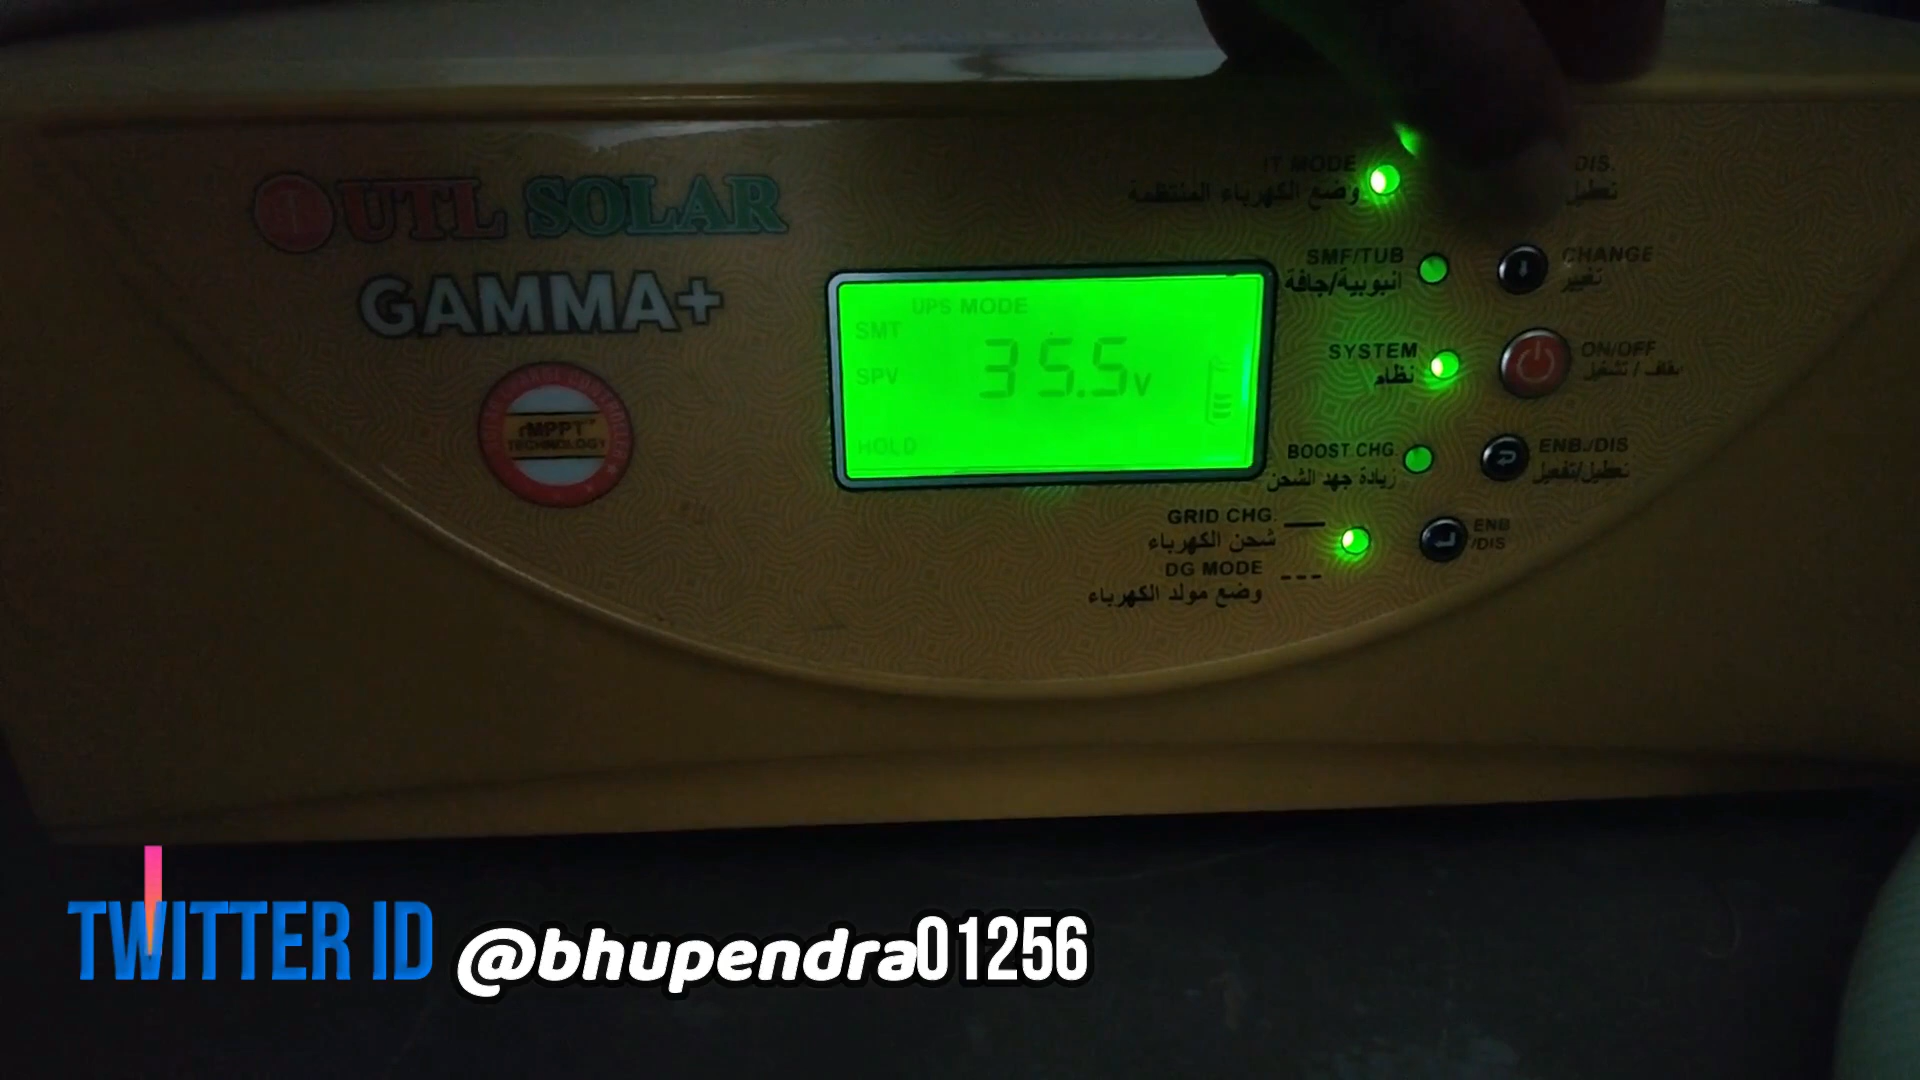 UTL SOLAR
GAMMA+
rMPPT
TECHNOLOGY
UPS MODE
SMT
35.5V
SPV
HOLD
IT MODE
وضع الكهرباء المنتظمة
DIS.
تعطيل
SMF/TUB
انبوبية/جافة
CHANGE
تغيير
SYSTEM
نظام
ON/OFF
BOOST CHG.
زيادة جهد الشحن
ENB./DIS
تعطيل/تفعيل
GRID CHG.
شحن الكهرباء
DG MODE
وضع مولد الكهرباء
ENB
/DIS
TWITTER ID @bhupendra01256